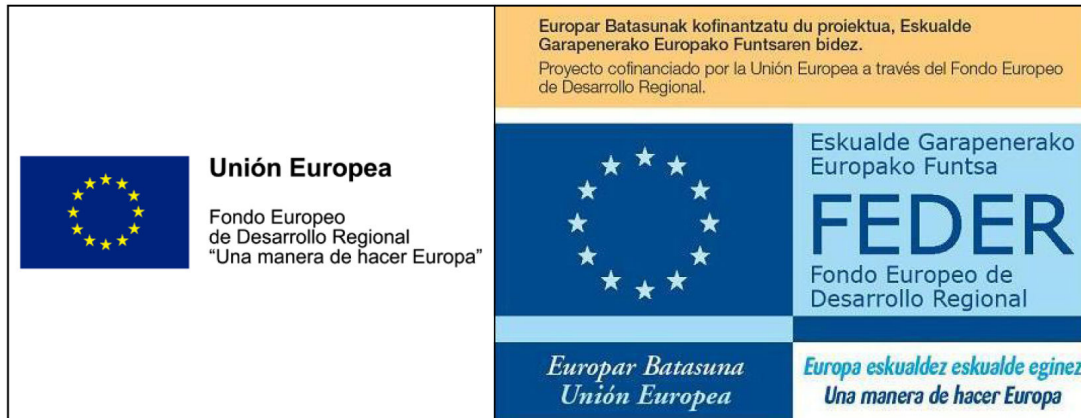 Unión Europea
Fondo Europeo
de Desarrollo Regional
“Una manera de hacer Europa”
Europar Batasunak kofinantzatu du proiektua, Eskualde
Garapenerako Europako Funtsaren bidez.
Proyecto cofinanciado por la Unión Europea a través del Fondo Europeo
de Desarrollo Regional.
Eskualde Garapenerako
Europako Funtsa
FEDER
Fondo Europeo de
Desarrollo Regional
Europar Batasuna
Unión Europea
Europa eskualdez eskualde eginez
Una manera de hacer Europa